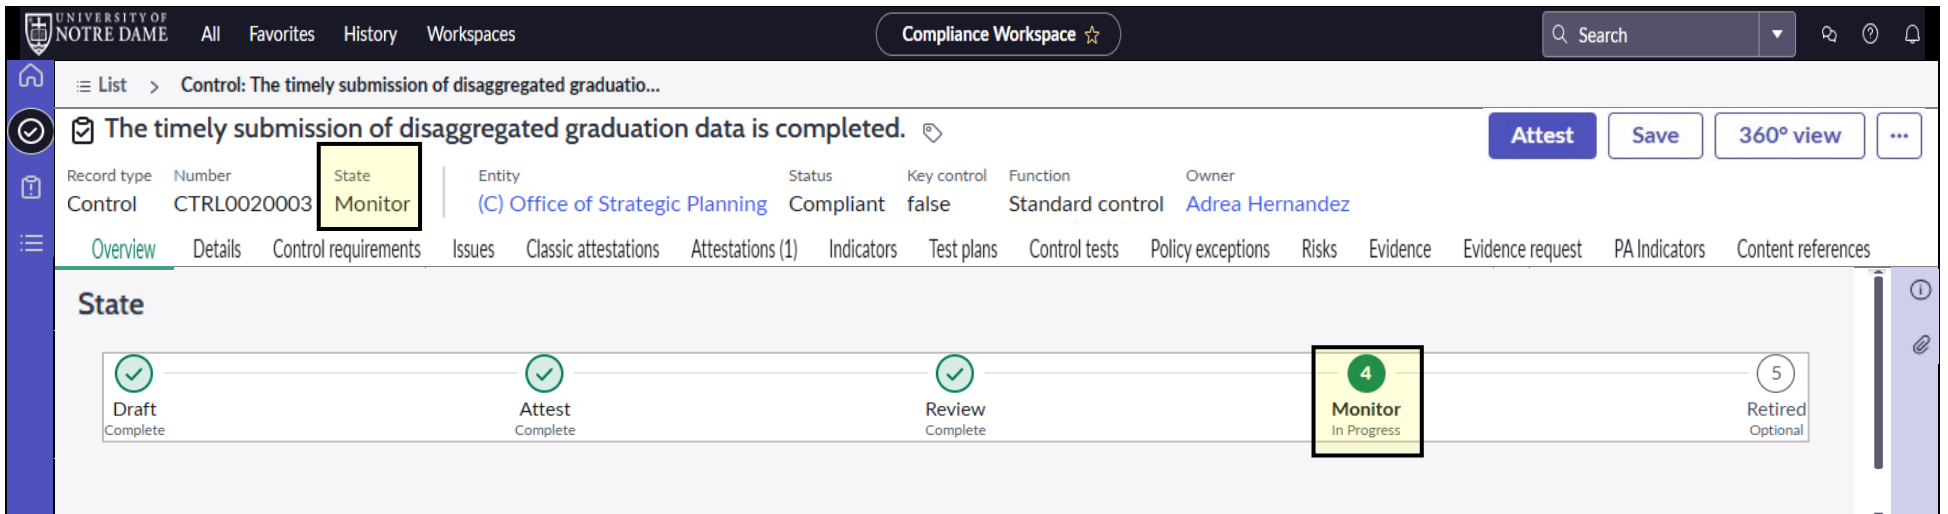 UNIVERSITY OF
NOTRE DAME
All Favorites History Workspaces
Compliance Workspace
Search
List > Control: The timely submission of disaggregated graduatio...
The timely submission of disaggregated graduation data is completed.
Attest Save 360° view ...
Record type Number State Entity Status Key control Function Owner
Control CTRL0020003 Monitor (C) Office of Strategic Planning Compliant false Standard control Adrea Hernandez
Overview Details Control requirements Issues Classic attestations Attestations (1) Indicators Test plans Control tests Policy exceptions Risks Evidence Evidence request PA Indicators Content references
State
4 5
Draft Attest Review Monitor Retired
Complete Complete Complete In Progress Optional